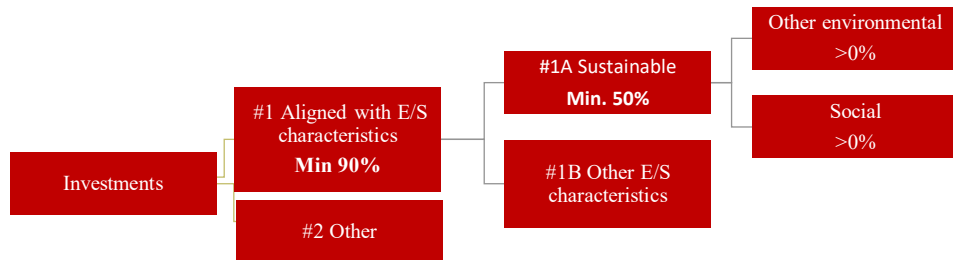 Investments
#1 Aligned with E/S
characteristics
Min 90%
#2 Other
#1A Sustainable
Min. 50%
#1B Other E/S
characteristics
Other environmental
>0%
Social
>0%